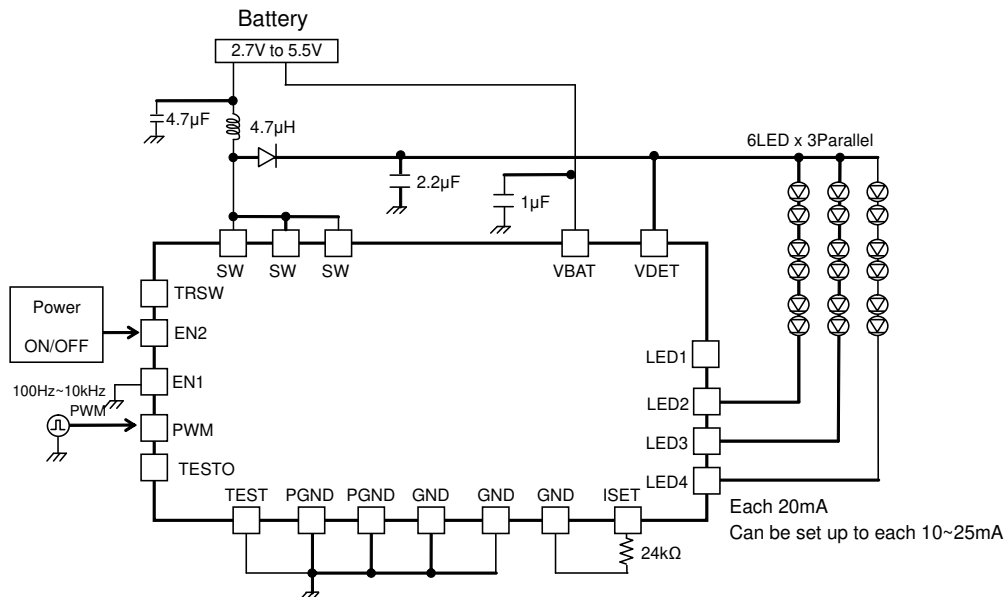 Battery
2.7V to 5.5V
4.7μF
4.7μH
6LED x 3Parallel
2.2μF
1μF
SW
SW
SW
VBAT
VDET
TRSW
Power
ON/OFF
EN2
EN1
100Hz~10kHz
PWM
PWM
TESTO
LED1
LED2
LED3
LED4
TEST
PGND
PGND
GND
GND
GND
ISET
Each 20mA
Can be set up to each 10~25mA
24kΩ